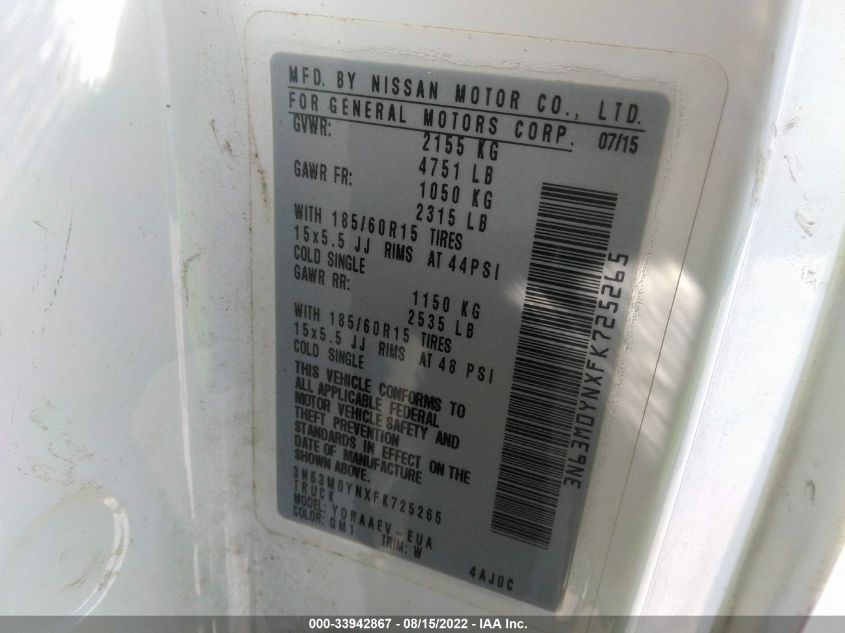 MFD. BY NISSAN MOTOR CO., LTD.
FOR GENERAL MOTORS CORP. 07/15
GVWR: 2155 KG
4751 LB
GAWR FR: 1050 KG
2315 LB
WITH 185/60R15 TIRES
15x5.5 JJ RIMS AT 44PSI
COLD SINGLE
GAWR RR: 1150 KG
2535 LB
WITH 185/60R15 TIRES
15x5.5 JJ RIMS AT 48 PSI
COLD SINGLE
THIS VEHICLE CONFORMS TO
ALL APPLICABLE FEDERAL
MOTOR VEHICLE SAFETY AND
THEFT PREVENTION
STANDARDS IN EFFECT ON THE
DATE OF MANUFACTURE
SHOWN ABOVE.
3N63M0YNXFK725265
TRUCK
MODEL: YDRAAEV-EUA
COLOR: QM1 TRIM: W
4AJ0C
3N63M0YNXFK725265
000-33942867 - 08/15/2022 - IAA Inc.